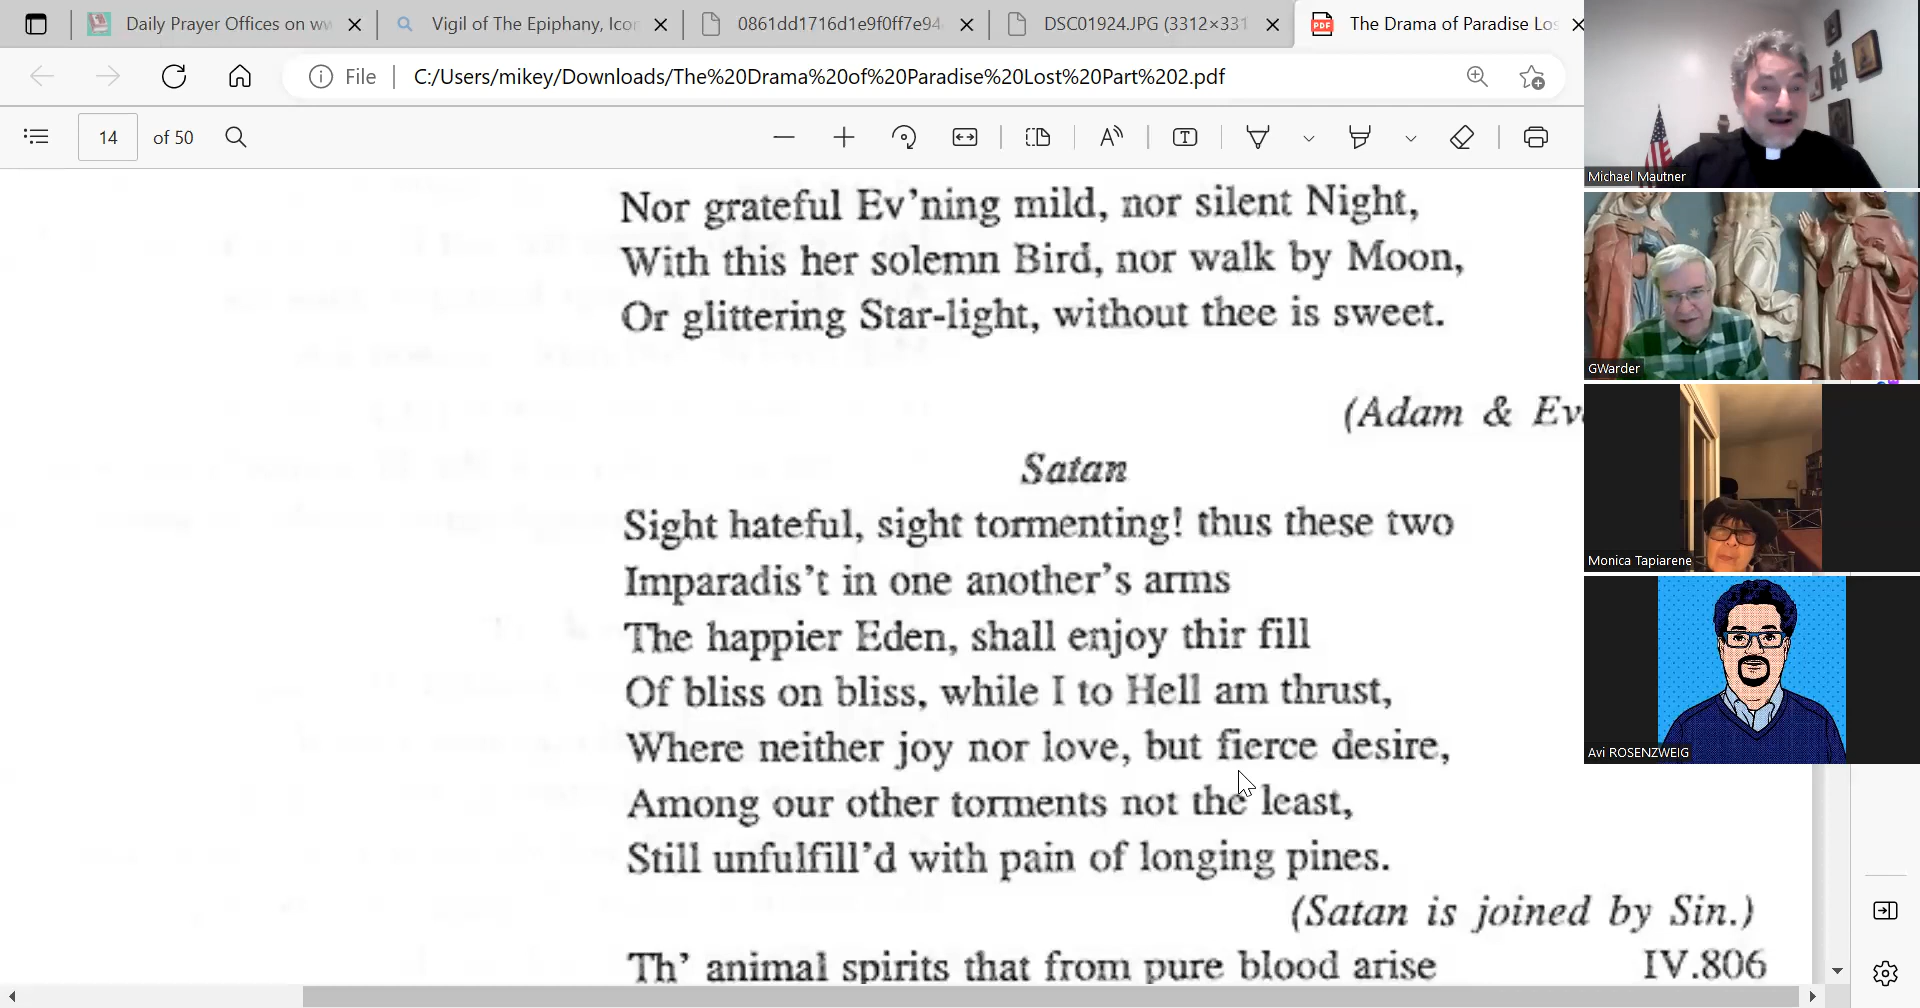 Daily Prayer Offices on ww
Vigil of The Epiphany, Icon
0861dd1716d1e9f0ff7e94
DSC01924.JPG (3312×331
PDF
The Drama of Paradise Los
File
C:/Users/mikey/Downloads/The%20Drama%20of%20Paradise%20Lost%20Part%202.pdf
14
of 50
Nor grateful Ev'ning mild, nor silent Night,
With this her solemn Bird, nor walk by Moon,
Or glittering Star-light, without thee is sweet.
(Adam & Ev
Satan
Sight hateful, sight tormenting! thus these two
Imparadis't in one another's arms
The happier Eden, shall enjoy thir fill
Of bliss on bliss, while I to Hell am thrust,
Where neither joy nor love, but fierce desire,
Among our other torments not the least,
Still unfulfill'd with pain of longing pines.
(Satan is joined by Sin.)
Th' animal spirits that from pure blood arise IV.806
Michael Mautner
GWarder
Monica Tapiarene
Avi ROSENZWEIG